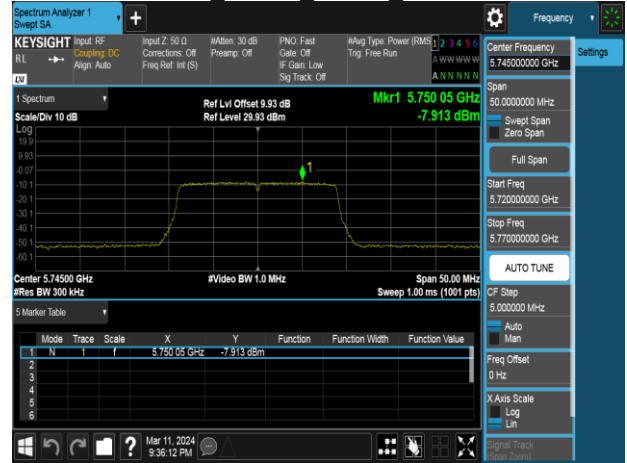 Spectrum Analyzer 1
Swept SA
+
Frequency
KEYSIGHT
R L
LXI
Input: RF
Coupling: DC
Align: Auto
Input Z: 50 Ω
Corrections: Off
Freq Ref: Int (S)
#Atten: 30 dB
Preamp: Off
PNO: Fast
Gate: Off
IF Gain: Low
Sig Track: Off
#Avg Type: Power (RMS
Trig: Free Run
1 2 3 4 5 6
A W W W W W
A N N N N N
1 Spectrum
Scale/Div 10 dB
Ref Lvl Offset 9.93 dB
Ref Level 29.93 dBm
Mkr1 5.750 05 GHz
-7.913 dBm
Log
19.9
9.93
-0.07
-10.1
-20.1
-30.1
-40.1
-50.1
-60.1
1
Center 5.74500 GHz
#Res BW 300 kHz
#Video BW 1.0 MHz
Span 50.00 MHz
Sweep 1.00 ms (1001 pts)
5 Marker Table
Mode Trace Scale X Y Function Function Width Function Value
1 N 1 f 5.750 05 GHz -7.913 dBm
2
3
4
5
6
Mar 11, 2024
9:36:12 PM
?
Center Frequency
5.745000000 GHz
Settings
Span
50.0000000 MHz
Swept Span
Zero Span
Full Span
Start Freq
5.720000000 GHz
Stop Freq
5.770000000 GHz
AUTO TUNE
CF Step
5.000000 MHz
Auto
Man
Freq Offset
0 Hz
X Axis Scale
Log
Lin
Signal Track
(Span Zoom)